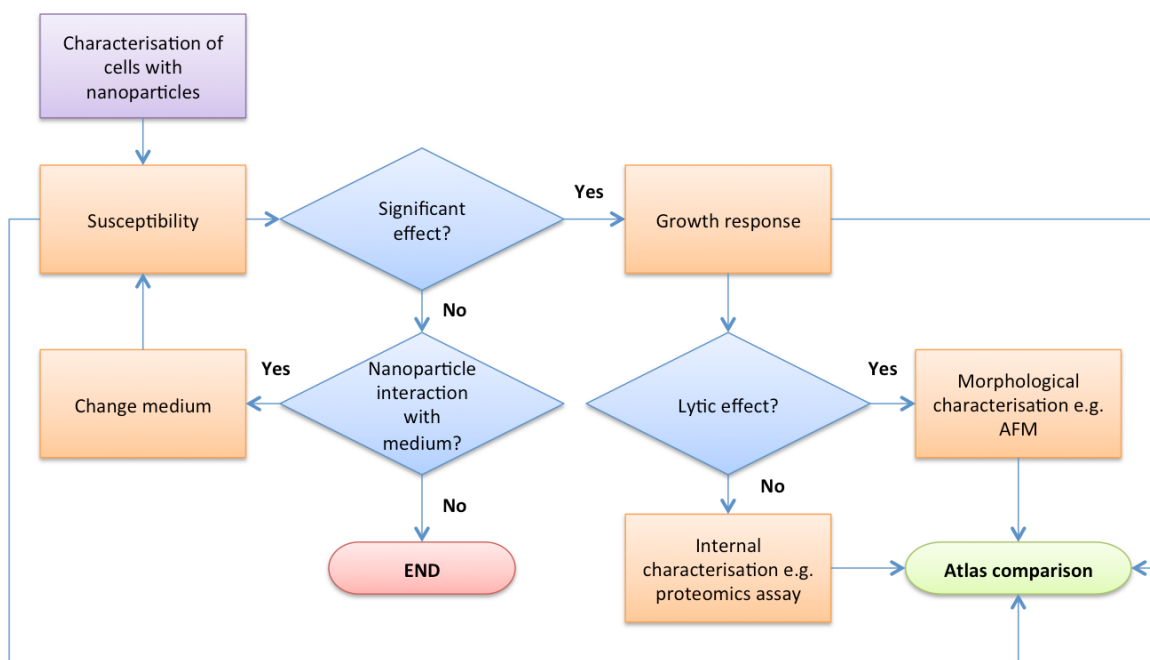 Characterisation of
cells with
nanoparticles
Susceptibility
Significant
effect?
Yes
Growth response
No
Change medium
Yes
Nanoparticle
interaction
with
medium?
Lytic effect?
Yes
Morphological
characterisation e.g.
AFM
No
No
END
Internal
characterisation e.g.
proteomics assay
Atlas comparison